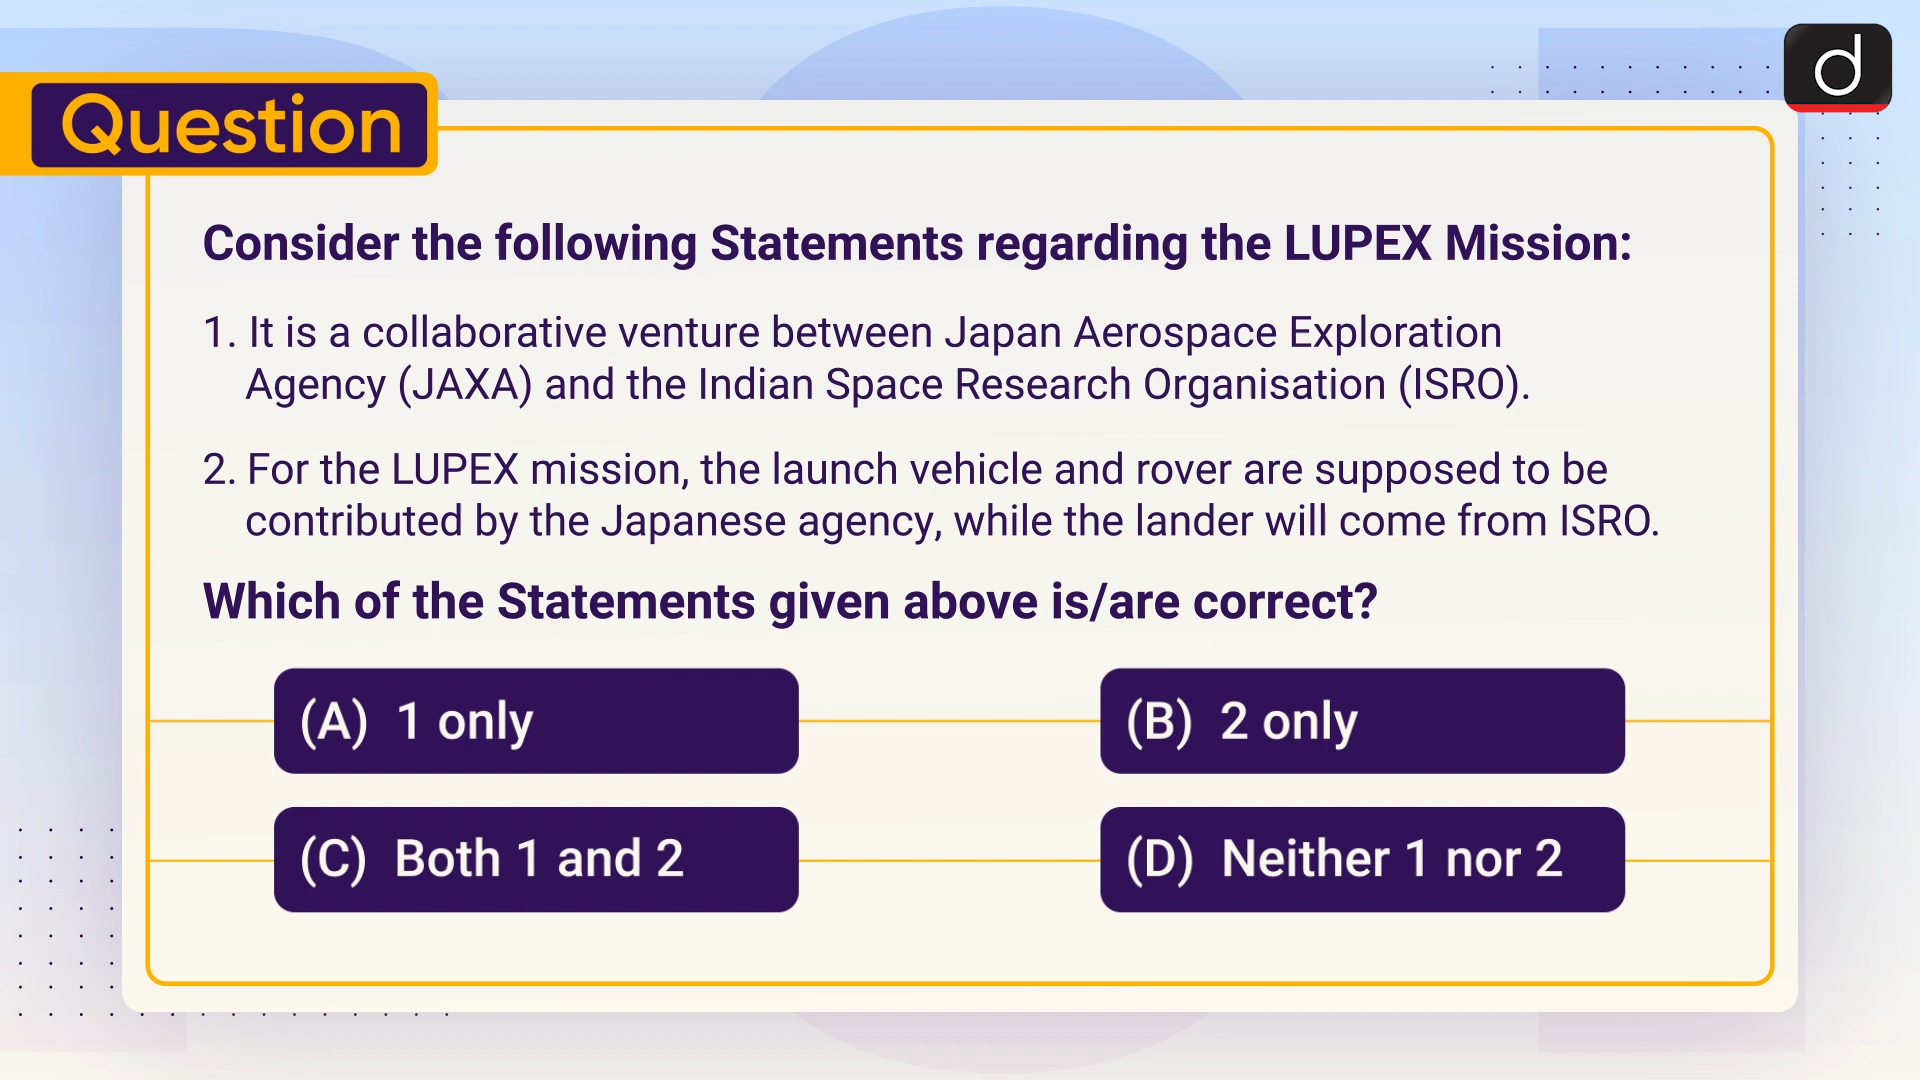 d
Question
Consider the following Statements regarding the LUPEX Mission:
1. It is a collaborative venture between Japan Aerospace Exploration
Agency (JAXA) and the Indian Space Research Organisation (ISRO).
2. For the LUPEX mission, the launch vehicle and rover are supposed to be
contributed by the Japanese agency, while the lander will come from ISRO.
Which of the Statements given above is/are correct?
(A) 1 only
(B) 2 only
(C) Both 1 and 2
(D) Neither 1 nor 2